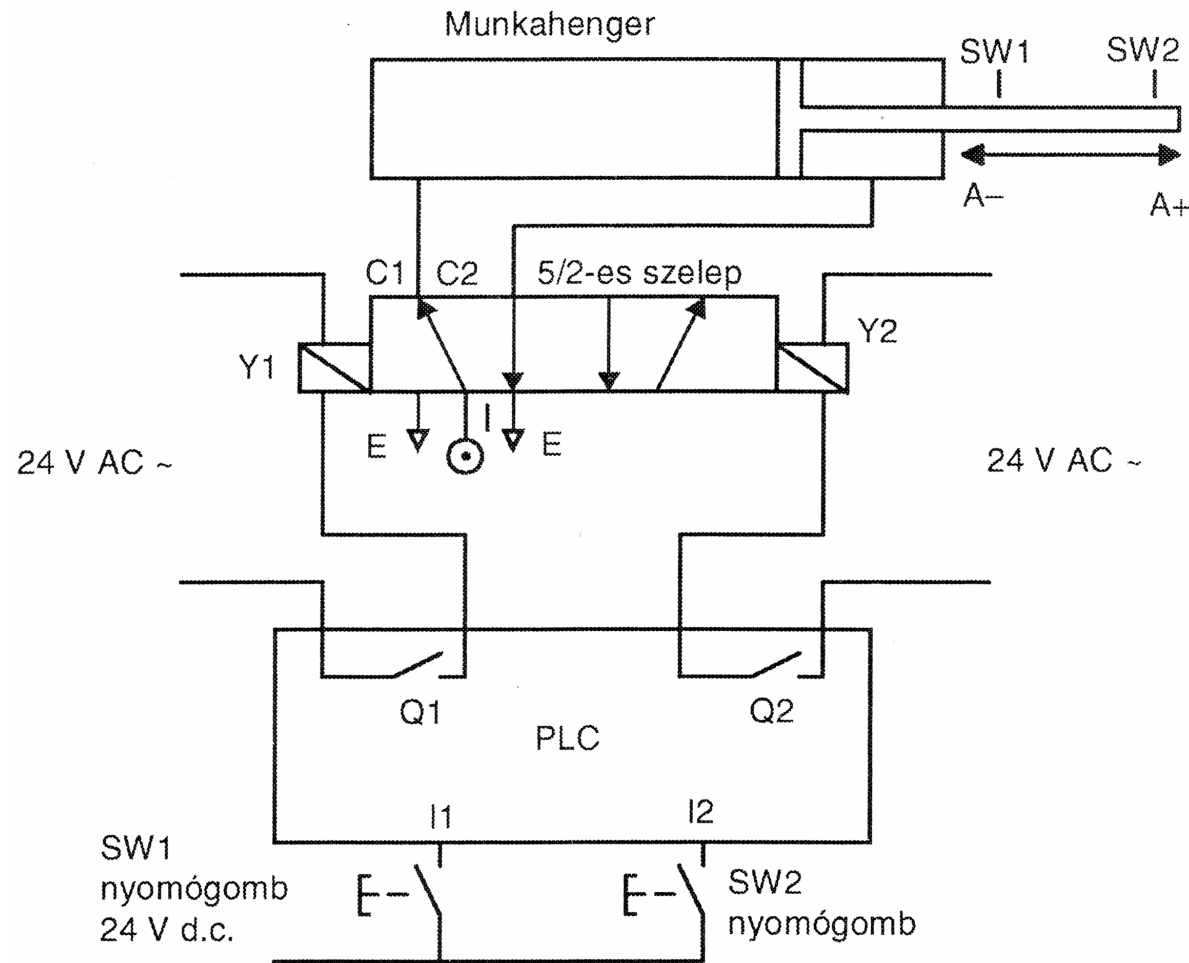 Munkahenger
SW1
SW2
A–
A+
C1
C2
5/2-es szelep
Y1
Y2
E
I
E
24 V AC ~
24 V AC ~
Q1
Q2
PLC
I1
I2
SW1
nyomógomb
24 V d.c.
SW2
nyomógomb